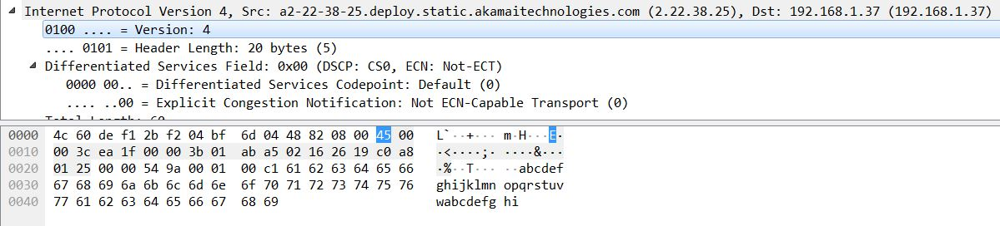 Internet Protocol Version 4, Src: a2-22-38-25.deploy.static.akamaitechnologies.com (2.22.38.25), Dst: 192.168.1.37 (192.168.1.37)
0100 .... = Version: 4
.... 0101 = Header Length: 20 bytes (5)
Differentiated Services Field: 0x00 (DSCP: CS0, ECN: Not-ECT)
0000 00.. = Differentiated Services Codepoint: Default (0)
.... ..00 = Explicit Congestion Notification: Not ECN-Capable Transport (0)
Total Length: 60
0000 4c 60 de f1 2b f2 04 bf 6d 04 48 82 08 00 45 00 L`··+··· m·H···E·
0010 00 3c ea 1f 00 00 3b 01 ab a5 02 16 26 19 c0 a8 ·<····;· ····&···
0020 01 25 00 00 54 9a 00 01 00 c1 61 62 63 64 65 66 ·%··T··· ··abcdef
0030 67 68 69 6a 6b 6c 6d 6e 6f 70 71 72 73 74 75 76 ghijklmn opqrstuv
0040 77 61 62 63 64 65 66 67 68 69 wabcdefg hi